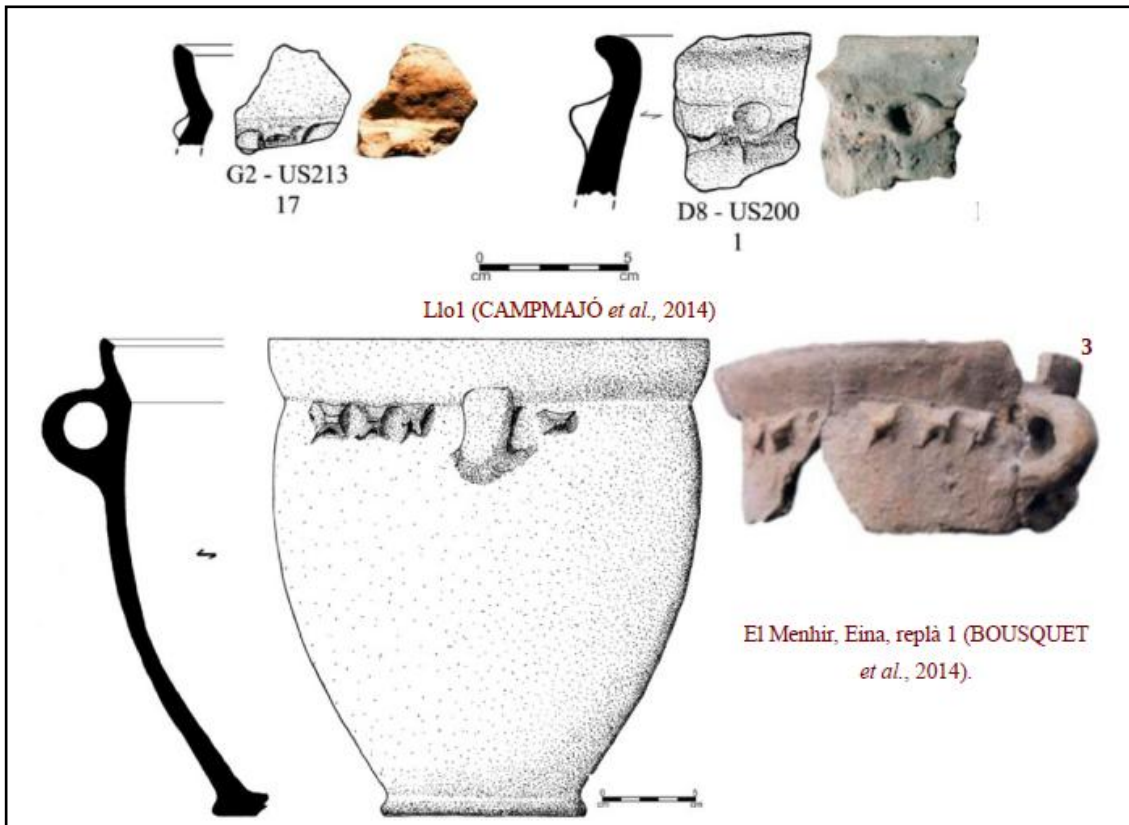 G2 - US213
17
D8 - US200
1
0 5
cm cm
Llo1 (CAMPMAJÓ et al., 2014)
3
El Menhir, Eina, replà 1 (BOUSQUET
et al., 2014).